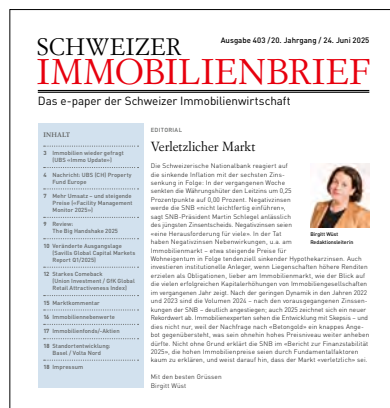 SCHWEIZER
Ausgabe 403 / 20. Jahrgang / 24. Juni 2025
IMMOBILIENBRIEF
Das e-paper der Schweizer Immobilienwirtschaft
INHALT
3 Immobilien wieder gefragt
(UBS «Immo Update»)
6 Nachricht: UBS (CH) Property
Fund Europe
7 Mehr Umsatz – und steigende
Preise («Facility Management
Monitor 2025»)
9 Review:
The Big Handshake 2025
10 Veränderte Ausgangslage
(Savills Global Capital Markets
Report Q1/2025)
12 Starkes Comeback
(Union Investment / GfK Global
Retail Attractiveness Index)
15 Marktkommentar
16 Immobiliennebenwerte
17 Immobilienfonds/-Aktien
18 Standortentwicklung:
Basel / Volta Nord
18 Impressum
EDITORIAL
Verletzlicher Markt
Die Schweizerische Nationalbank reagiert auf
die sinkende Inflation mit der sechsten Zins-
senkung in Folge: In der vergangenen Woche
senkten die Währungshüter den Leitzins um 0,25
Prozentpunkte auf 0,00 Prozent. Negativzinsen
werde die SNB «nicht leichtfertig einführen»,
sagt SNB-Präsident Martin Schlegel anlässlich
des jüngsten Zinsentscheids. Negativzinsen seien
«eine Herausforderung für viele». In der Tat
haben Negativzinsen Nebenwirkungen, u.a. am
Immobilienmarkt – etwa steigende Preise für
Wohneigentum in Folge tendenziell sinkender Hypothekarzinsen. Auch
investieren institutionelle Anleger, wenn Liegenschaften höhere Renditen
erzielen als Obligationen, lieber am Immobilienmarkt, wie der Blick auf
die vielen erfolgreichen Kapitalerhöhungen von Immobiliengesellschaften
im vergangenen Jahr zeigt. Nach der geringen Dynamik in den Jahren 2022
und 2023 sind die Volumen 2024 – nach den vorausgegangenen Zinssen-
kungen der SNB – deutlich angestiegen; auch 2025 zeichnet sich ein neuer
Rekordwert ab. Immobilienexperten sehen die Entwicklung mit Skepsis – und
dies nicht nur, weil der Nachfrage nach «Betongold» ein knappes Ange-
bot gegenübersteht, was sein ohnehin hohes Preisniveau weiter anheben
dürfte. Nicht ohne Grund erklärt die SNB im «Bericht zur Finanzstabilität
2025», die hohen Immobilienpreise seien durch Fundamentalfaktoren
kaum zu erklären, und weist darauf hin, dass der Markt «verletzlich» sei.
Mit den besten Grüssen
Birgitt Wüst
Birgitt Wüst
Redaktionsleiterin